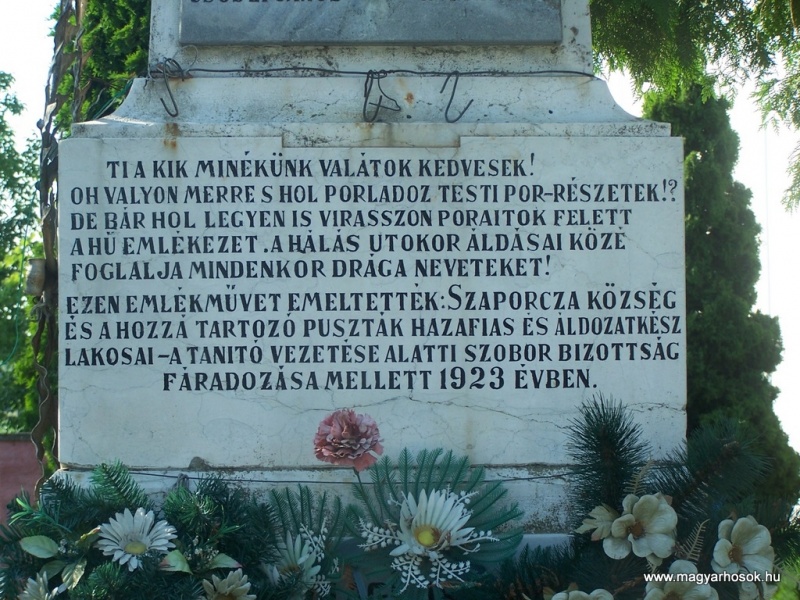 TI A KIK MINÉKÜNK VALÁTOK KEDVESEK!
OH VALYON MERRE S HOL PORLADOZ TESTI POR-RÉSZETEK!?
DE BÁR HOL LEGYEN IS VIRASSZON PORAITOK FELETT
A HŰ EMLÉKEZET. A HÁLÁS UTOKOR ÁLDÁSAI KÖZÉ
FOGLALJA MINDENKOR DRÁGA NEVETEKET!
EZEN EMLÉKMŰVET EMELTETTÉK: SZAPORCZA KÖZSÉG
ÉS A HOZZÁ TARTOZÓ PUSZTÁK HAZAFIAS ÉS ÁLDOZATKÉSZ
LAKOSAI – A TANITÓ VEZETÉSE ALATTI SZOBOR BIZOTTSÁG
FÁRADOZÁSA MELLETT 1923 ÉVBEN.
www.magyarhosok.hu